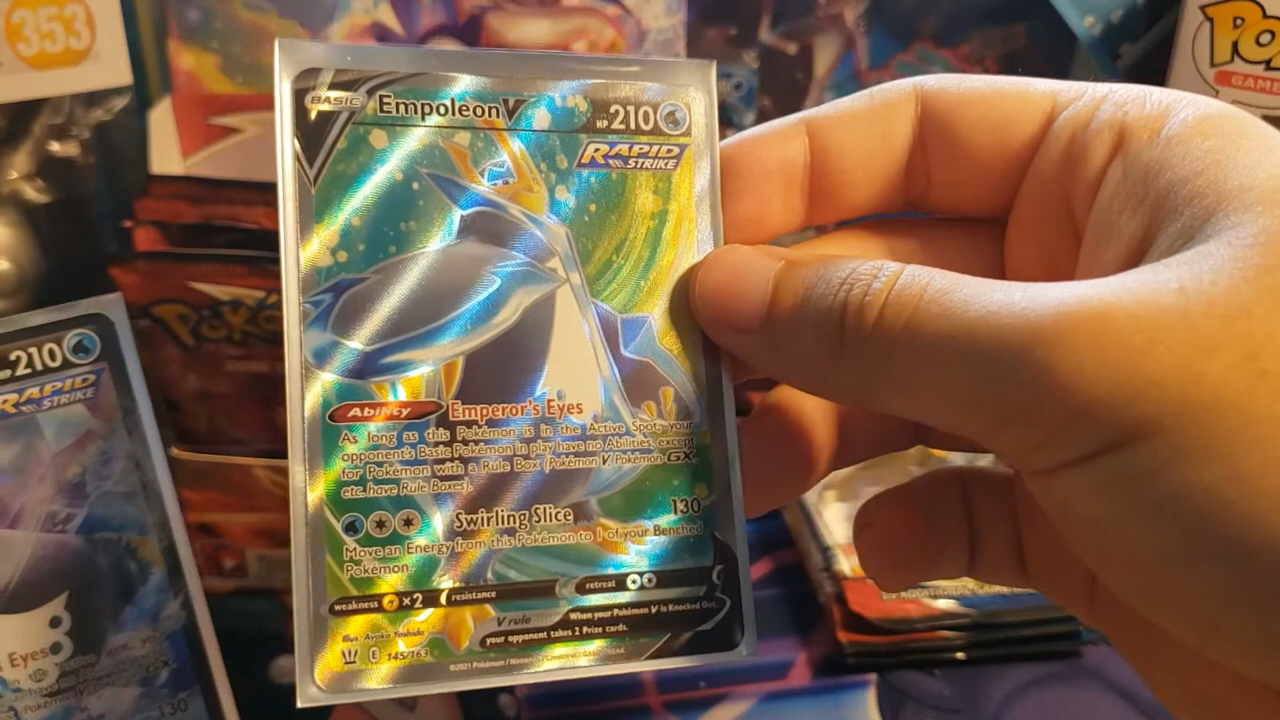 353
PO
GAME
BASIC Empoleon V HP 210
RAPID
STRIKE
Ability Emperor's Eyes
As long as this Pokémon is in the Active Spot, your
opponent's Basic Pokémon in play have no Abilities, except
for Pokémon with a Rule Box (Pokémon V, Pokémon-GX,
etc. have Rule Boxes).
Swirling Slice 130
Move an Energy from this Pokémon to 1 of your Benched
Pokémon.
weakness ×2 resistance retreat
V rule When your Pokémon V is Knocked Out,
your opponent takes 2 Prize cards.
Illus. Ayaka Yoshida
E 145/163
©2021 Pokémon / Nintendo / Creatures / GAME FREAK
210
RAPID
STRIKE
Eyes
130
POKé